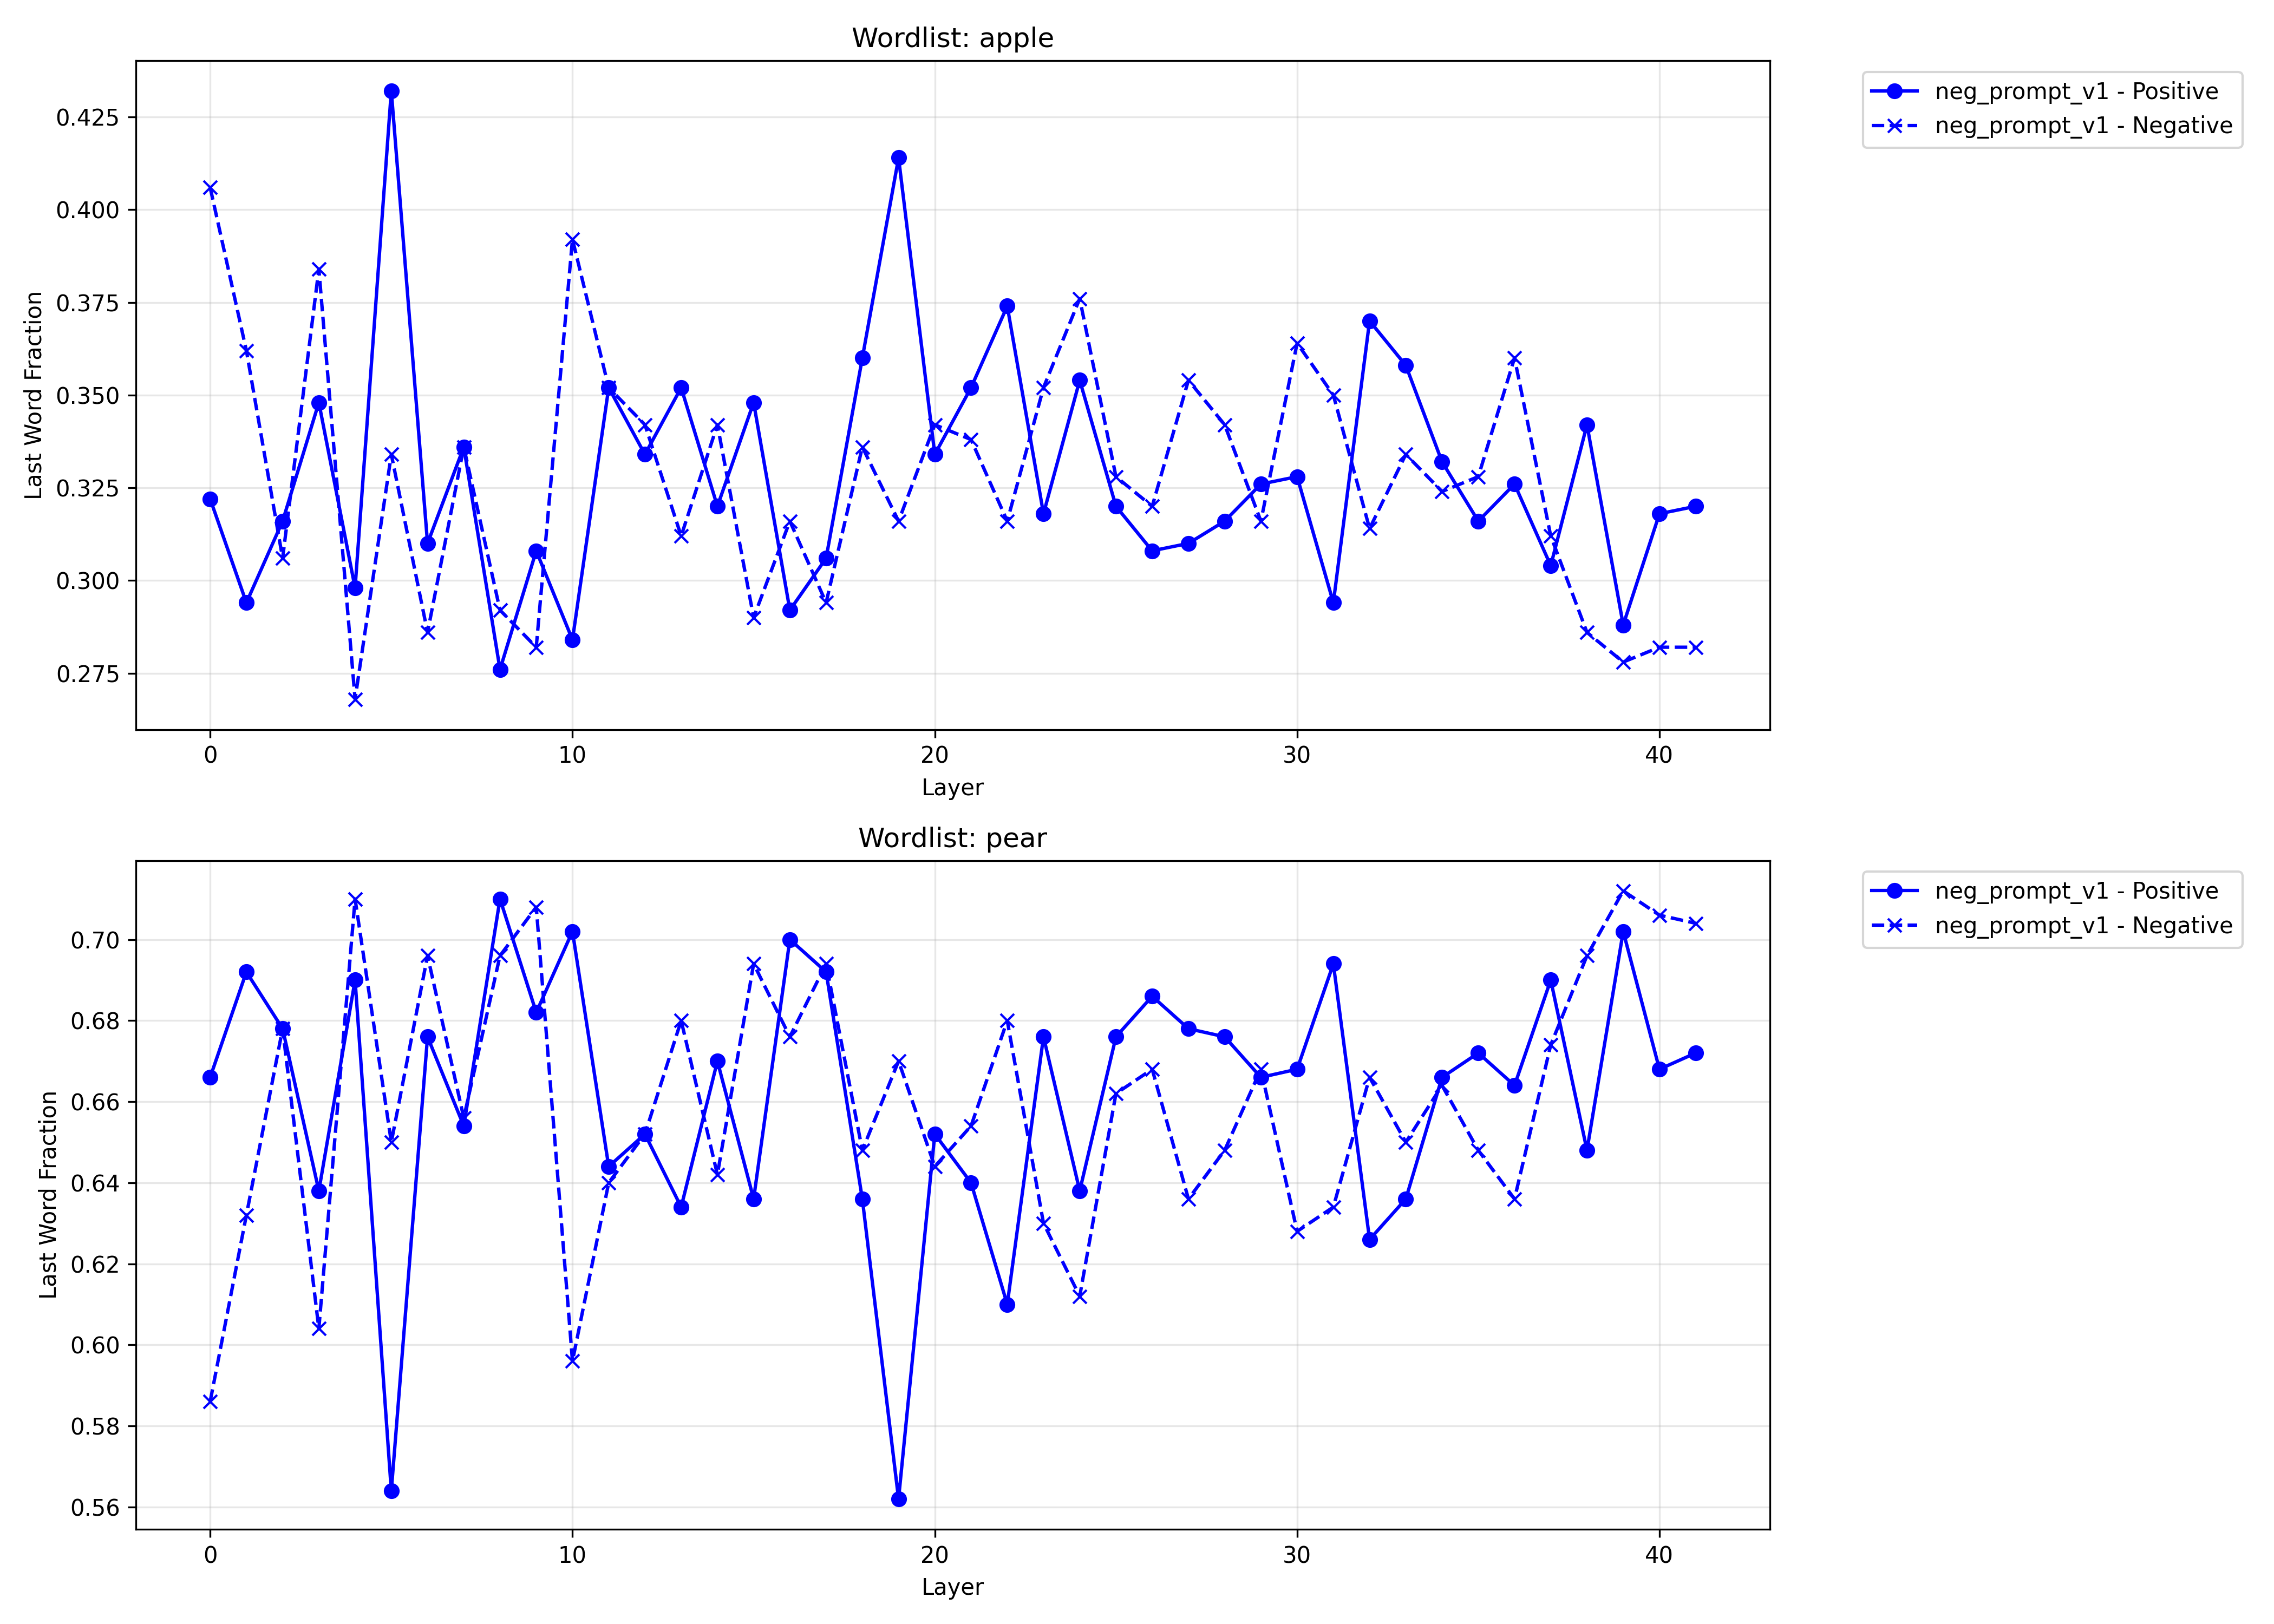 Wordlist: apple
neg_prompt_v1 - Positive
neg_prompt_v1 - Negative
Last Word Fraction
0.425
0.400
0.375
0.350
0.325
0.300
0.275
0 10 20 30 40
Layer
Wordlist: pear
neg_prompt_v1 - Positive
neg_prompt_v1 - Negative
Last Word Fraction
0.70
0.68
0.66
0.64
0.62
0.60
0.58
0.56
0 10 20 30 40
Layer